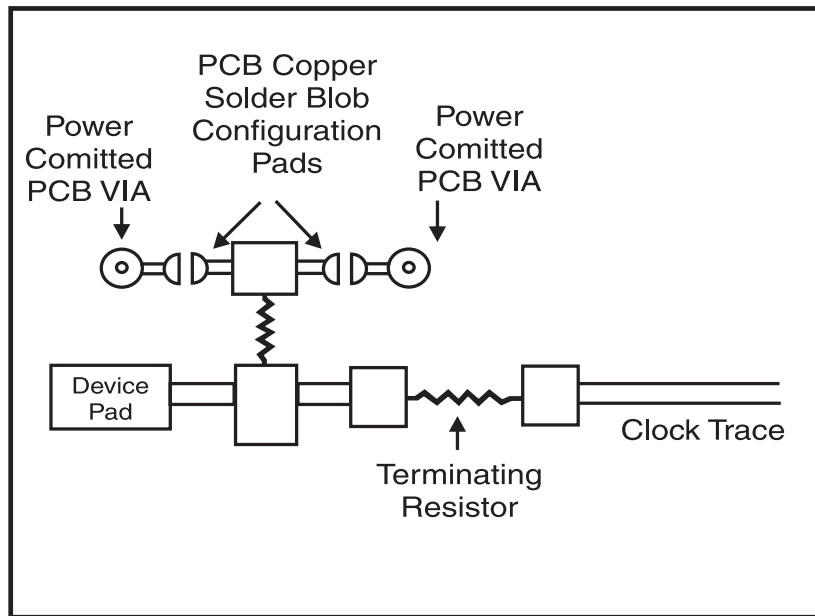 PCB Copper
Solder Blob
Configuration
Pads
Power
Comitted
PCB VIA
Power
Comitted
PCB VIA
Device
Pad
Clock Trace
Terminating
Resistor